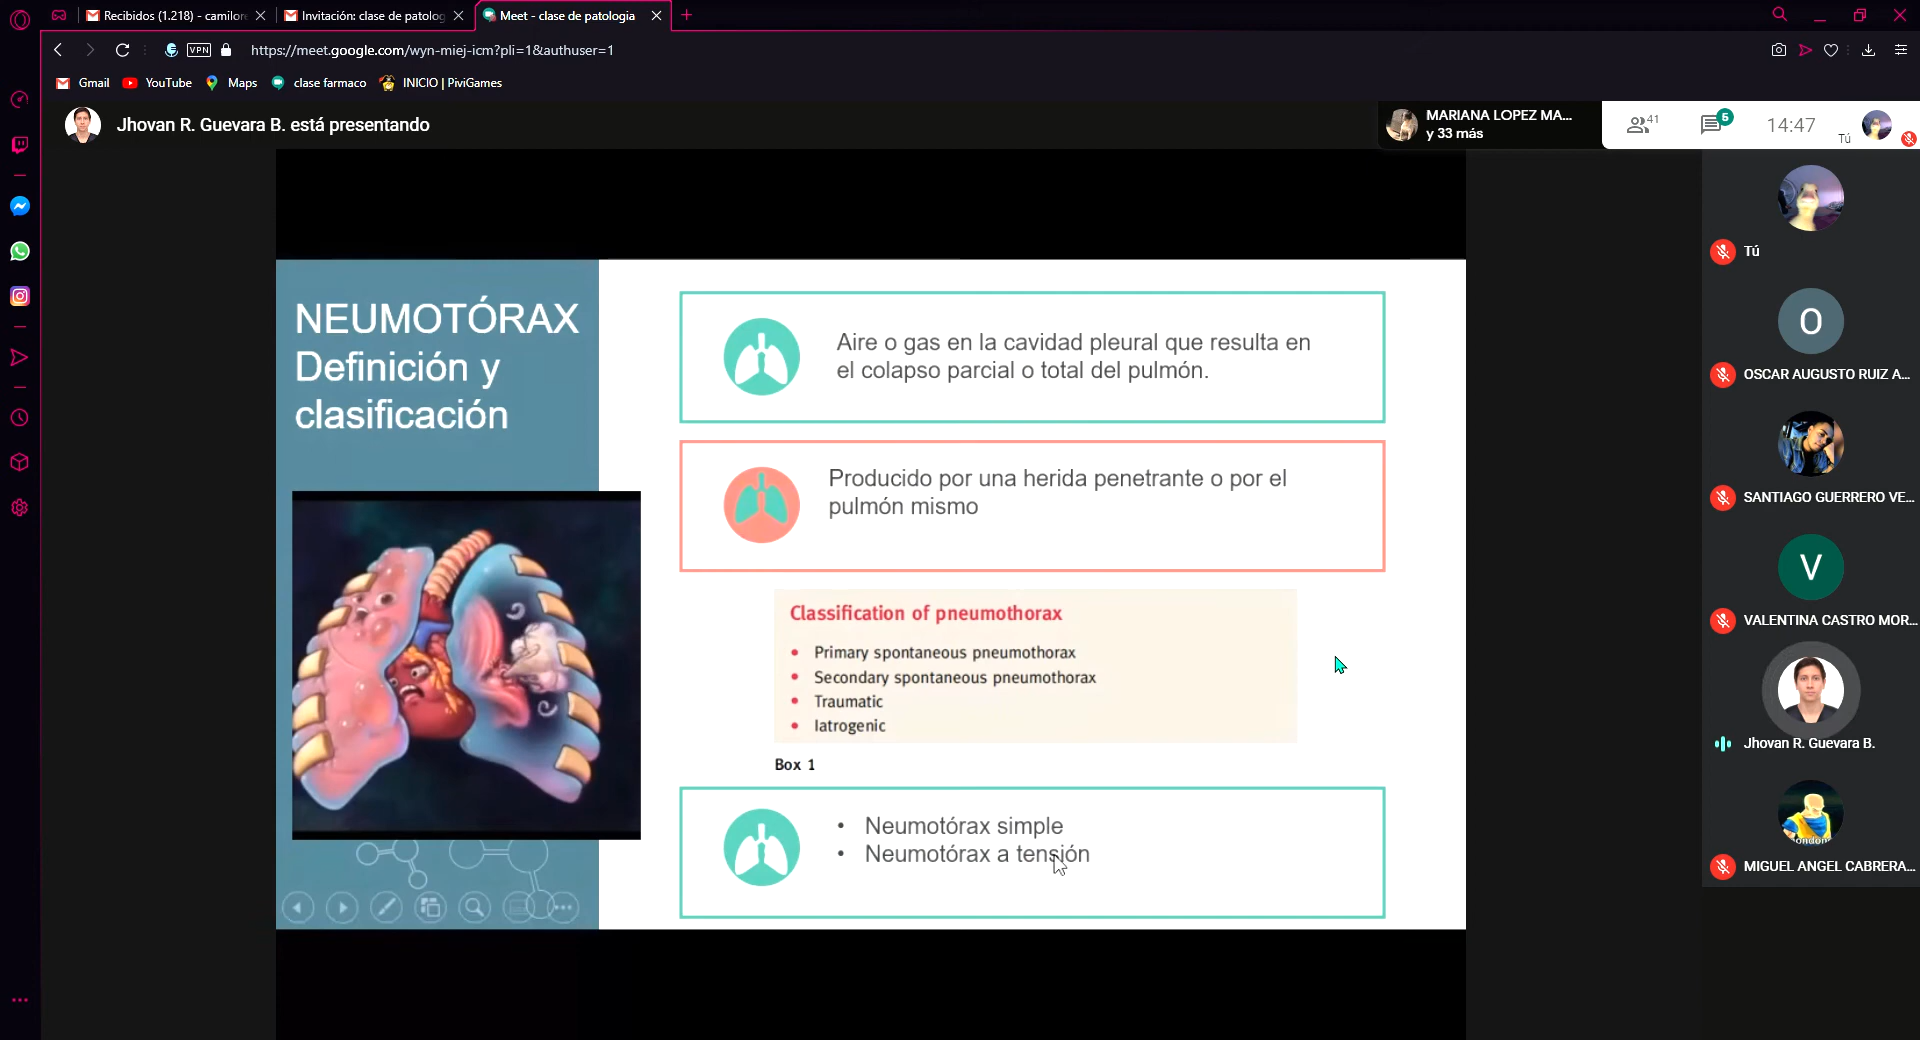 Recibidos (1.218) - camilore
Invitación: clase de patolog
Meet - clase de patologia
VPN
https://meet.google.com/wyn-miej-icm?pli=1&authuser=1
Gmail
YouTube
Maps
clase farmaco
INICIO | PiviGames
Jhovan R. Guevara B. está presentando
MARIANA LOPEZ MA...
y 33 más
41
5
14:47
Tú
NEUMOTÓRAX
Definición y
clasificación
Aire o gas en la cavidad pleural que resulta en
el colapso parcial o total del pulmón.
Producido por una herida penetrante o por el
pulmón mismo
Classification of pneumothorax
• Primary spontaneous pneumothorax
• Secondary spontaneous pneumothorax
• Traumatic
• Iatrogenic
Box 1
• Neumotórax simple
• Neumotórax a tensión
Tú
O
OSCAR AUGUSTO RUIZ A...
SANTIAGO GUERRERO VE...
V
VALENTINA CASTRO MOR...
Jhovan R. Guevara B.
MIGUEL ANGEL CABRERA...